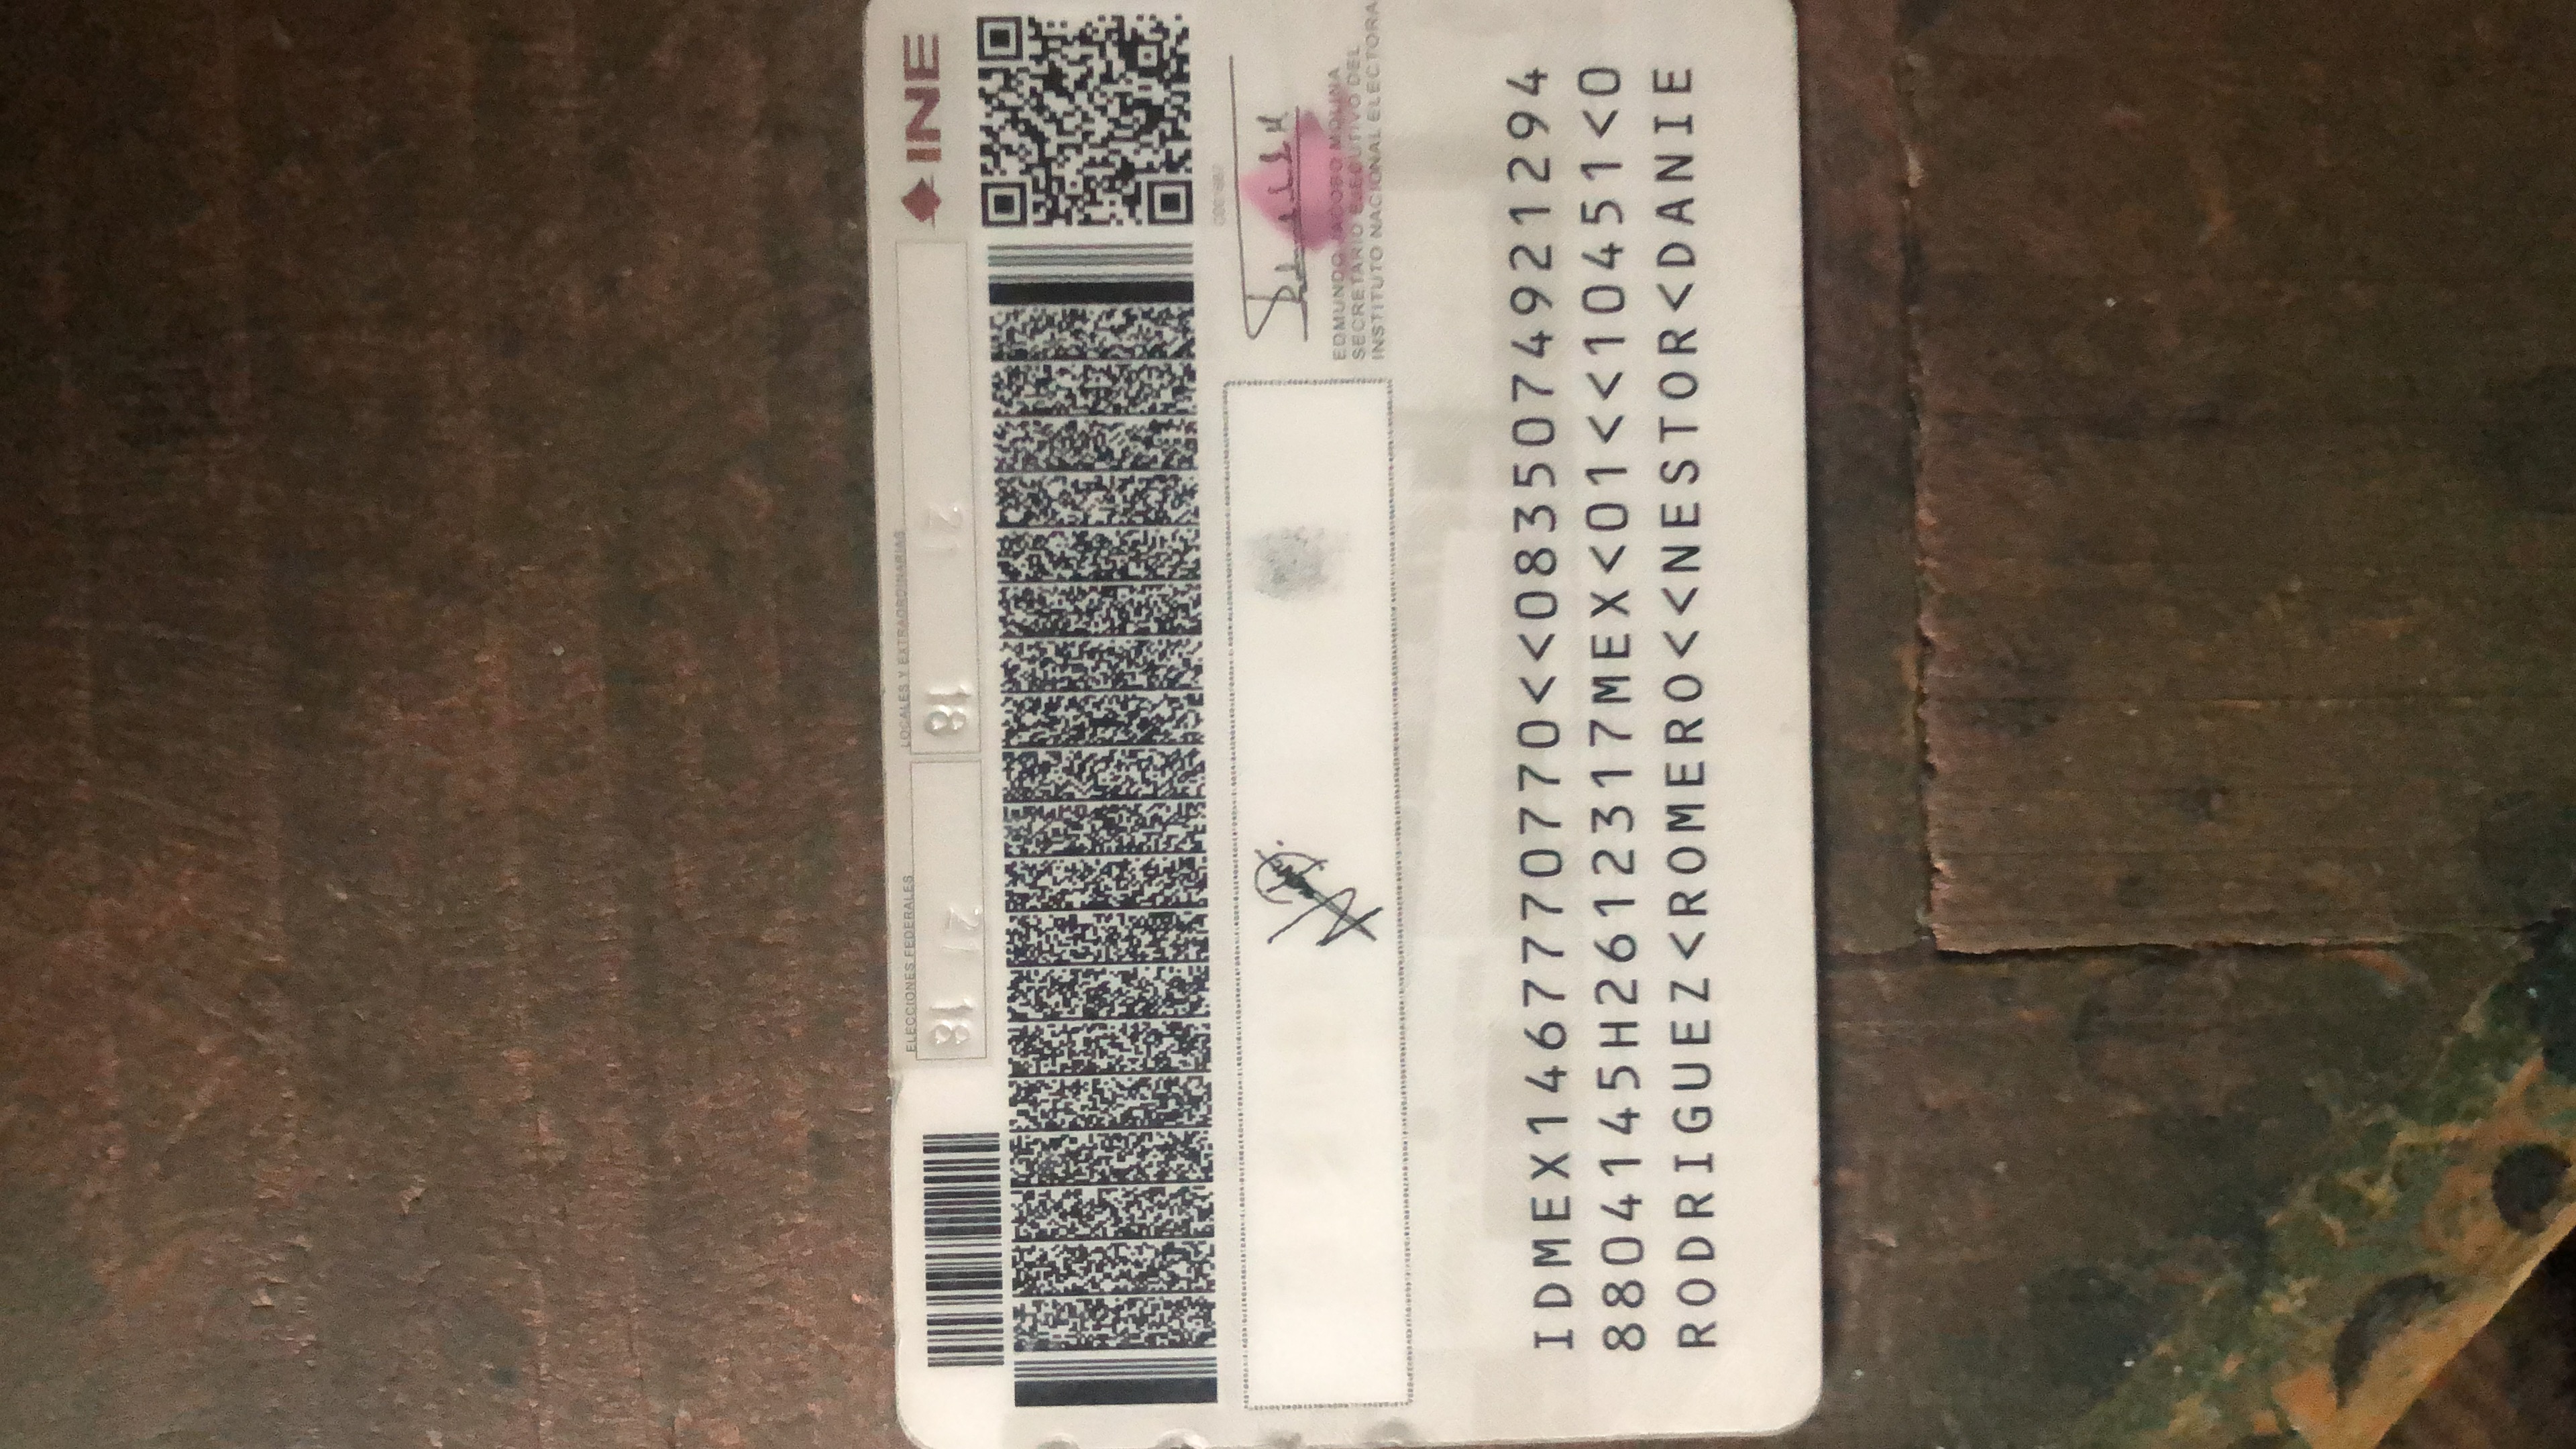 ELECCIONES FEDERALES
LOCALES Y EXTRAORDINARIAS
INE
18 21
18 21
EDMUNDO JACOBO MOLINA
SECRETARIO EJECUTIVO DEL
INSTITUTO NACIONAL ELECTORAL
IDMEX1467770770<<0835074921294
8804145H2612317MEX<01<<10451<0
RODRIGUEZ<ROMERO<<NESTOR<DANIE